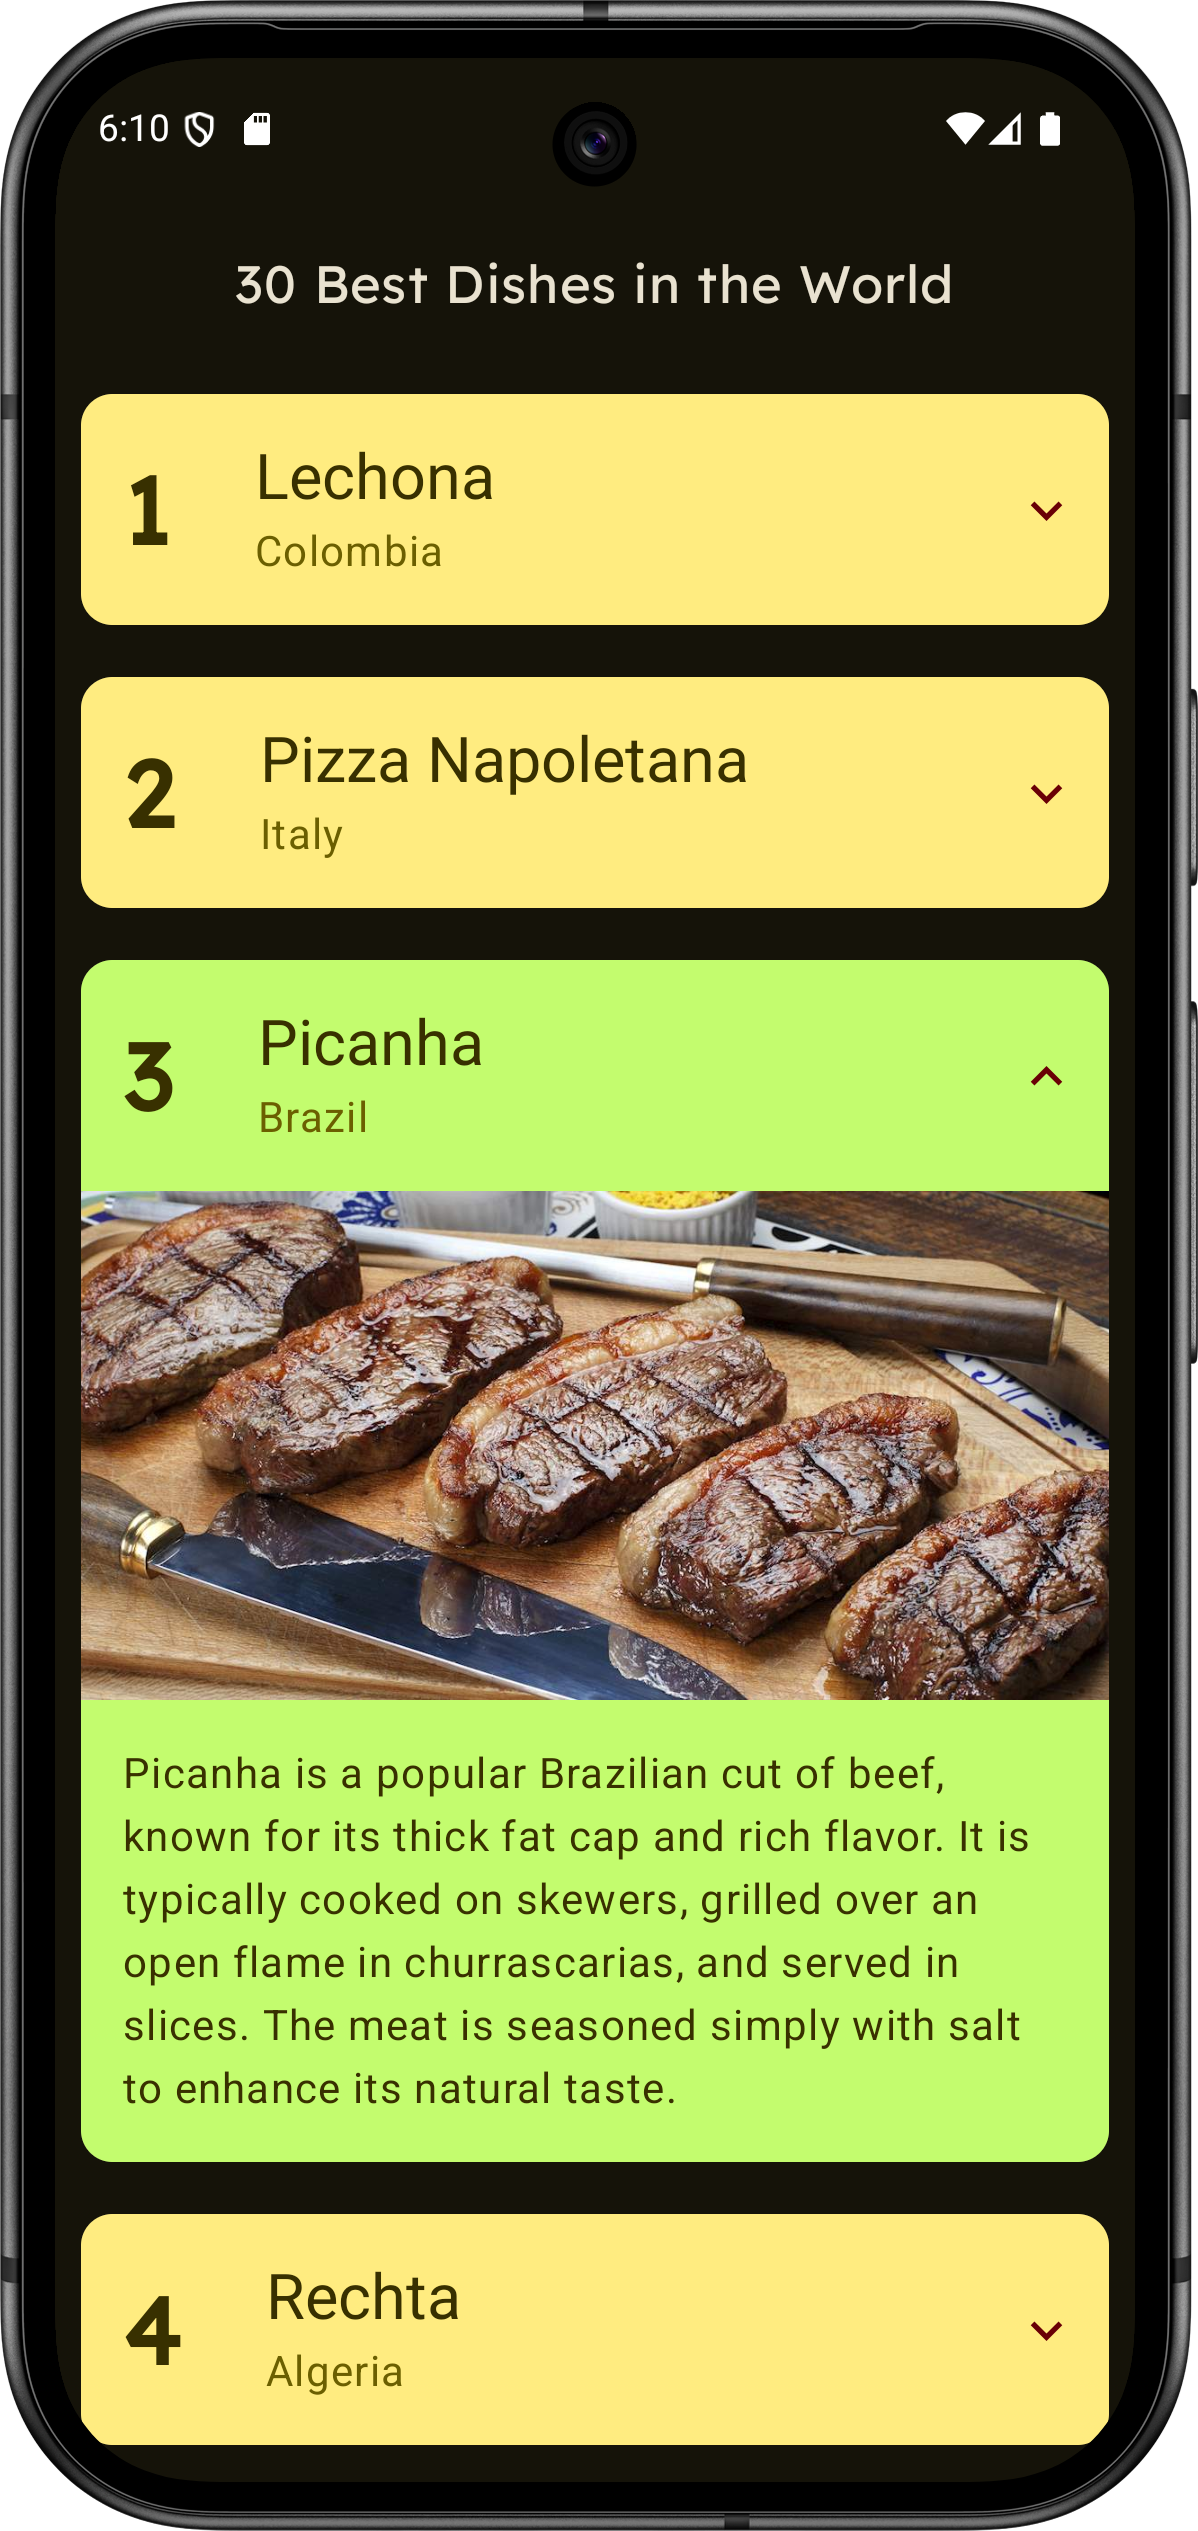 6:10
30 Best Dishes in the World
1
Lechona
Colombia
2
Pizza Napoletana
Italy
3
Picanha
Brazil
Picanha is a popular Brazilian cut of beef,
known for its thick fat cap and rich flavor. It is
typically cooked on skewers, grilled over an
open flame in churrascarias, and served in
slices. The meat is seasoned simply with salt
to enhance its natural taste.
4
Rechta
Algeria